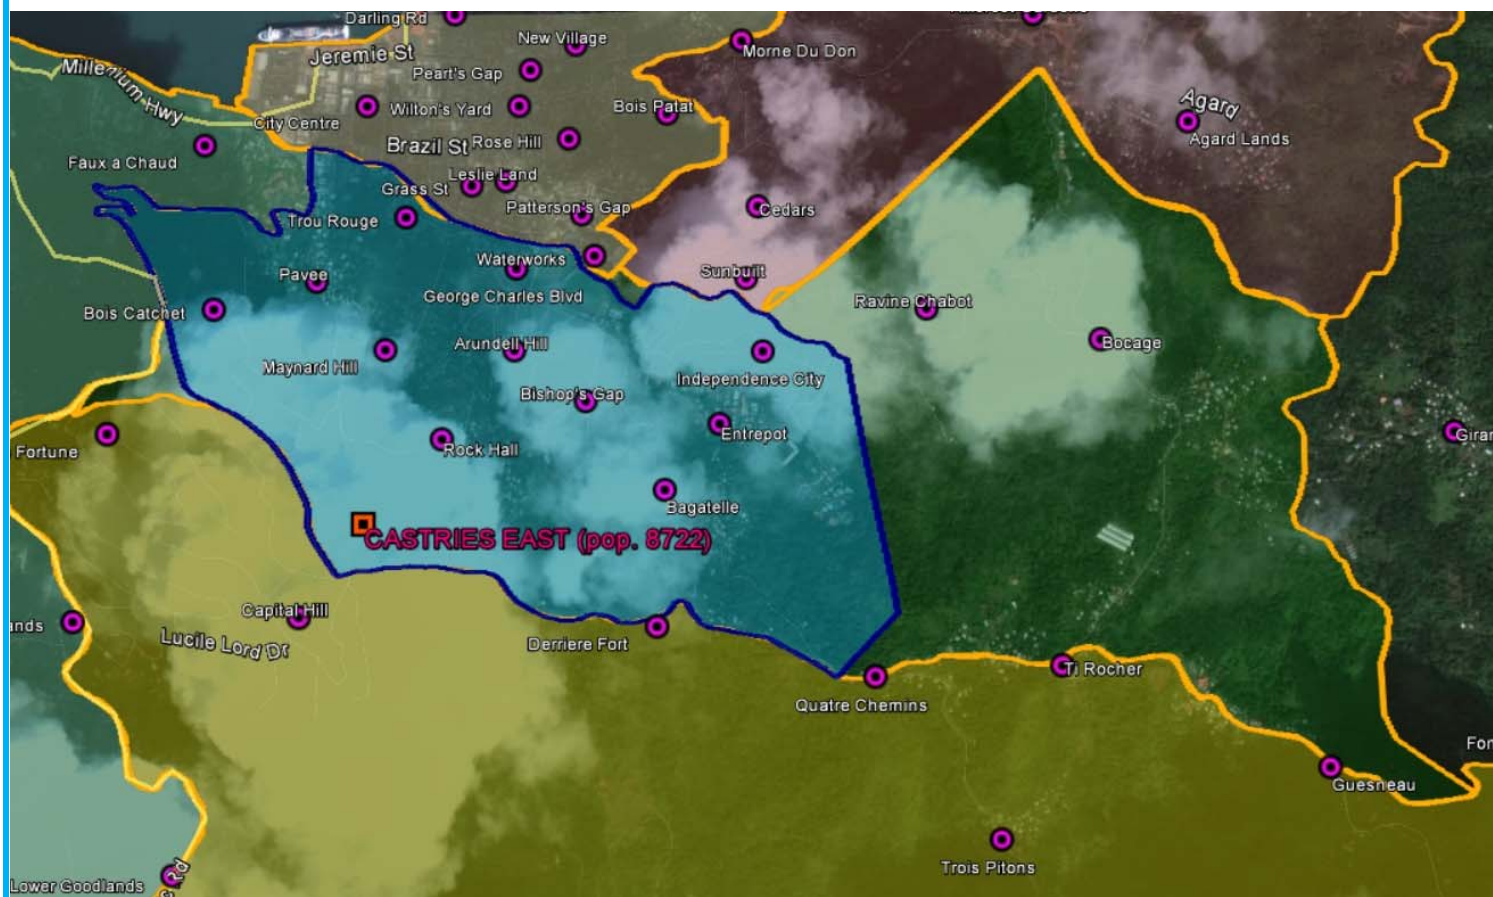 Darling Rd
New Village
Morne Du Don
Jeremie St
Peart's Gap
Millenium Hwy
Wilton's Yard
Bois Patat
Agard
City Centre
Agard Lands
Brazil St
Rose Hill
Faux a Chaud
Leslie Land
Grass St
Patterson's Gap
Cedars
Trou Rouge
Waterworks
Sunbuilt
Pavee
George Charles Blvd
Ravine Chabot
Bois Catchet
Arundell Hill
Bocage
Maynard Hill
Independence City
Bishop's Gap
Entrepot
Fortune
Rock Hall
Bagatelle
CASTRIES EAST (pop. 8722)
Capital Hill
Lucile Lord Dr
Derriere Fort
Ti Rocher
Quatre Chemins
Guesneau
Trois Pitons
Lower Goodlands